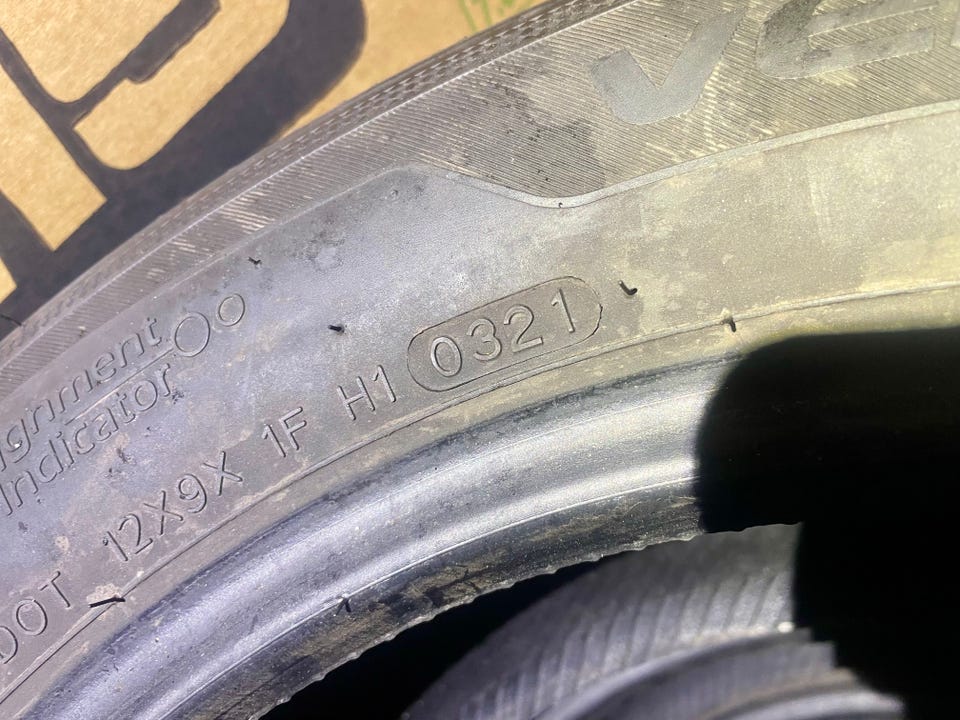 Alignment
Indicator
DOT 12X9X 1F H1 0321